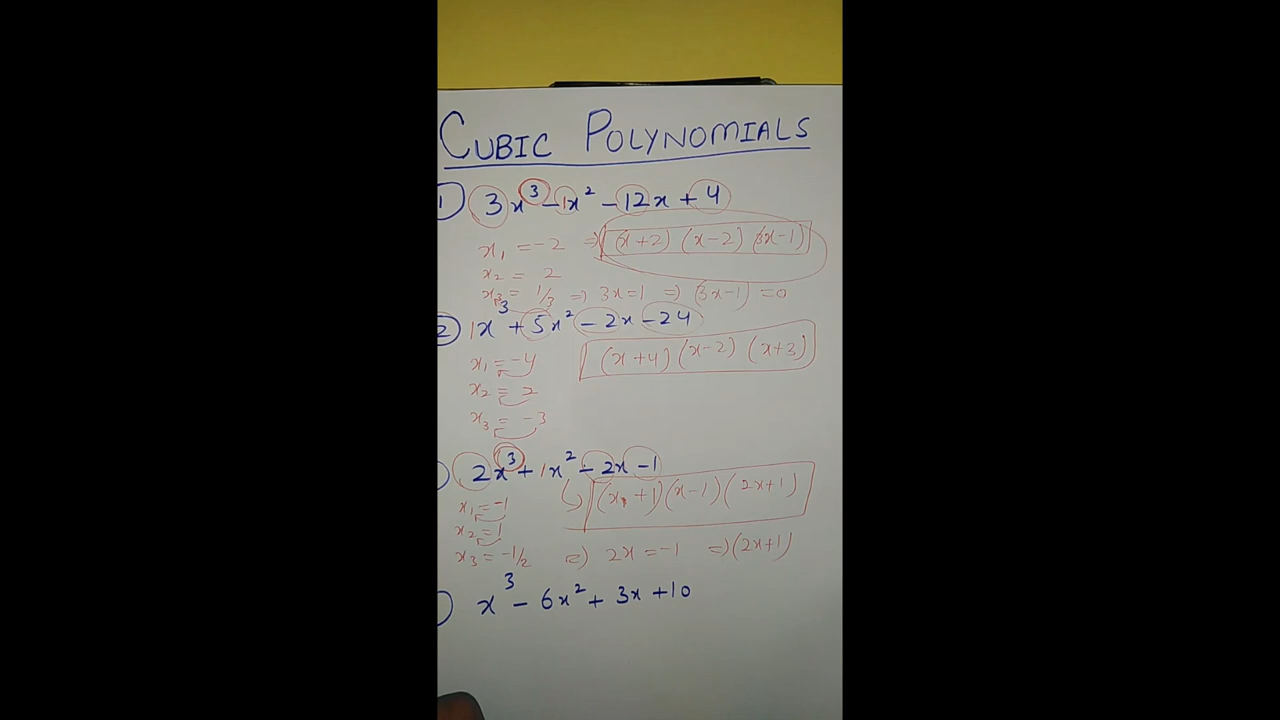 CUBIC POLYNOMIALS
1) 3x³ - 1x² - 12x + 4
x₁ = -2 ⇒ (x+2) (x-2) (3x-1)
x₂ = 2
x₃ = 1/3 ⇒ 3x=1 ⇒ (3x-1) = 0
2) 1x³ + 5x² - 2x - 24
x₁ = -4 (x+4) (x-2) (x+3)
x₂ = 2
x₃ = -3
) 2x³ + 1x² - 2x - 1
x₁ = -1 (x+1) (x-1) (2x+1)
x₂ = 1
x₃ = -1/2 ⇒ 2x = -1 ⇒ (2x+1)
) x³ - 6x² + 3x + 10